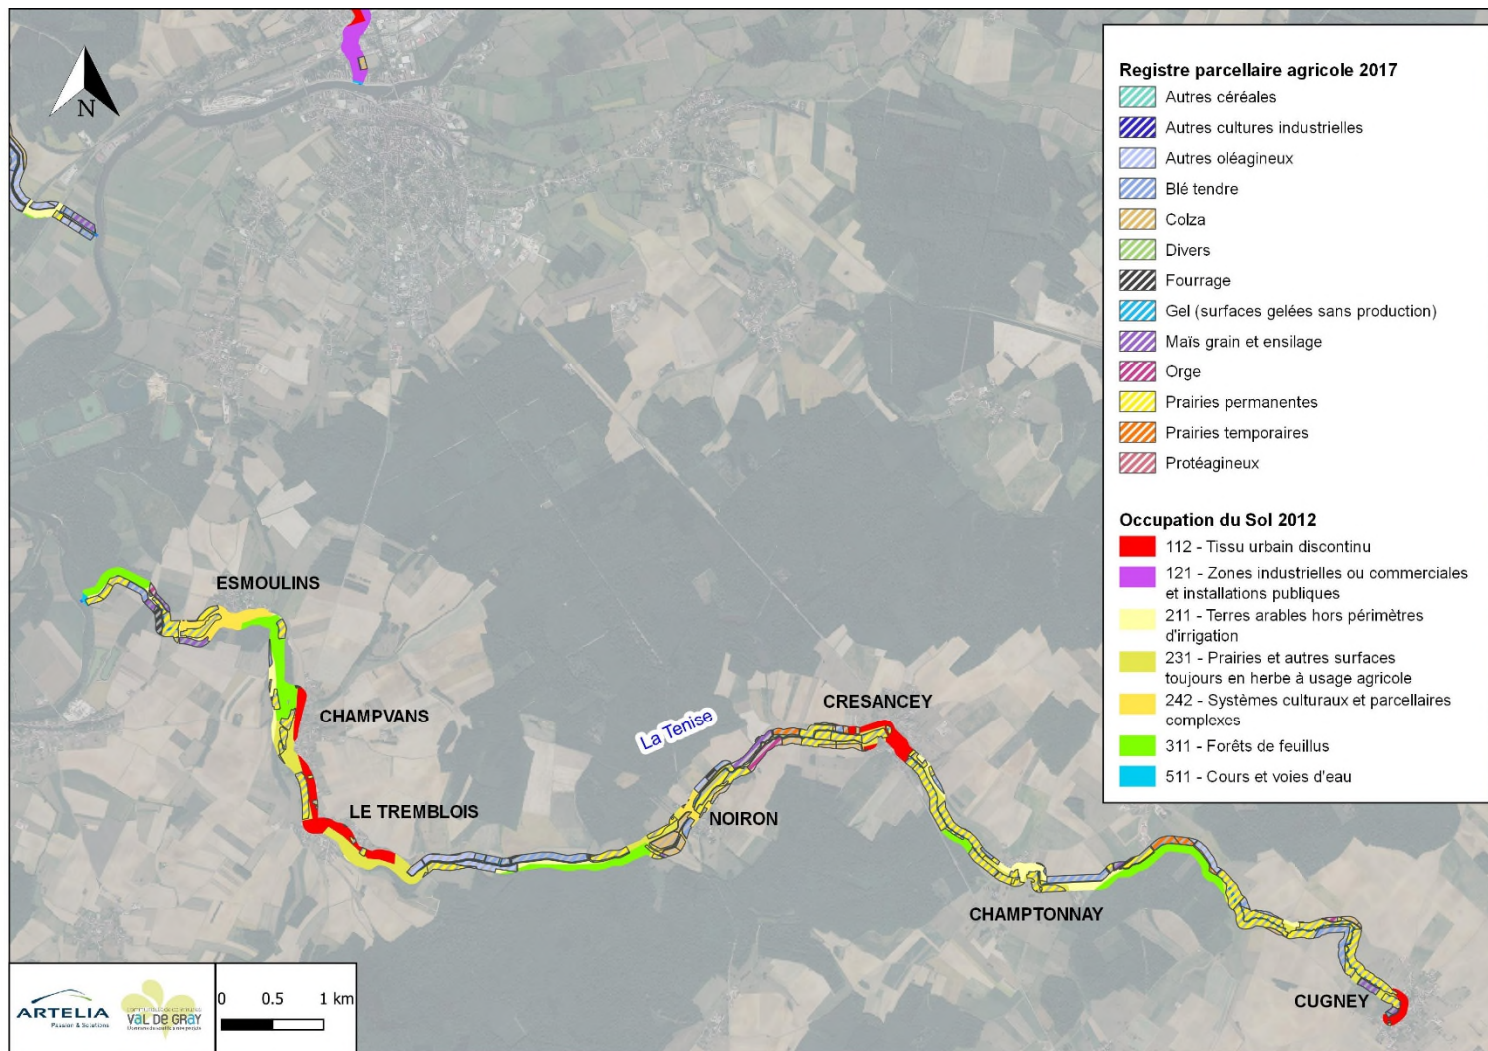 N
Registre parcellaire agricole 2017
Autres céréales
Autres cultures industrielles
Autres oléagineux
Blé tendre
Colza
Divers
Fourrage
Gel (surfaces gelées sans production)
Maïs grain et ensilage
Orge
Prairies permanentes
Prairies temporaires
Protéagineux
Occupation du Sol 2012
112 - Tissu urbain discontinu
121 - Zones industrielles ou commerciales
et installations publiques
211 - Terres arables hors périmètres
d'irrigation
231 - Prairies et autres surfaces
toujours en herbe à usage agricole
242 - Systèmes culturaux et parcellaires
complexes
311 - Forêts de feuillus
511 - Cours et voies d'eau
ESMOULINS
CHAMPVANS
LE TREMBLOIS
La Tenise
CRESANCEY
NOIRON
CHAMPTONNAY
CUGNEY
ARTELIA
Passion & Solutions
VAL DE GRAY
0 0.5 1 km